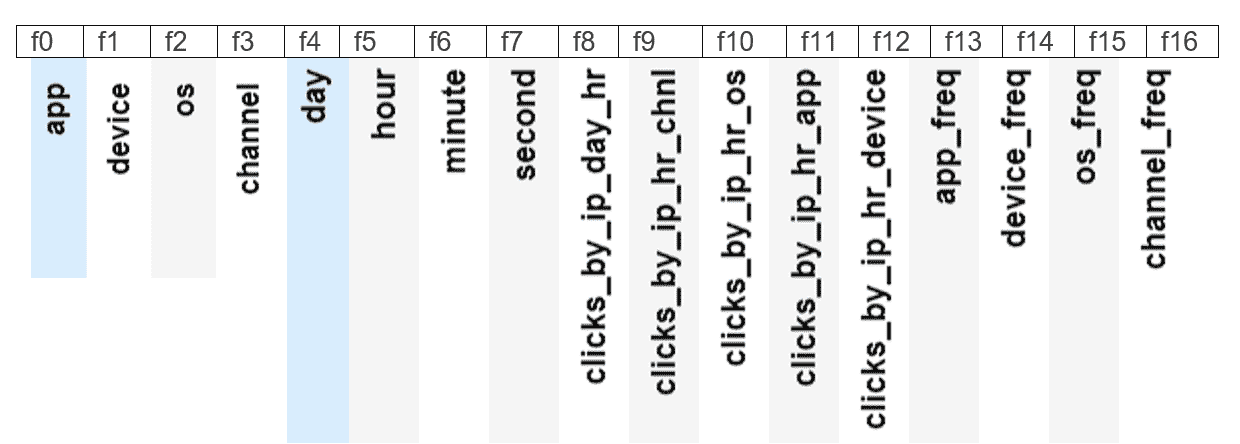 f0 f1 f2 f3 f4 f5 f6 f7 f8 f9 f10 f11 f12 f13 f14 f15 f16
app
device
os
channel
day
hour
minute
second
clicks_by_ip_day_hr
clicks_by_ip_hr_chnl
clicks_by_ip_hr_os
clicks_by_ip_hr_app
clicks_by_ip_hr_device
app_freq
device_freq
os_freq
channel_freq